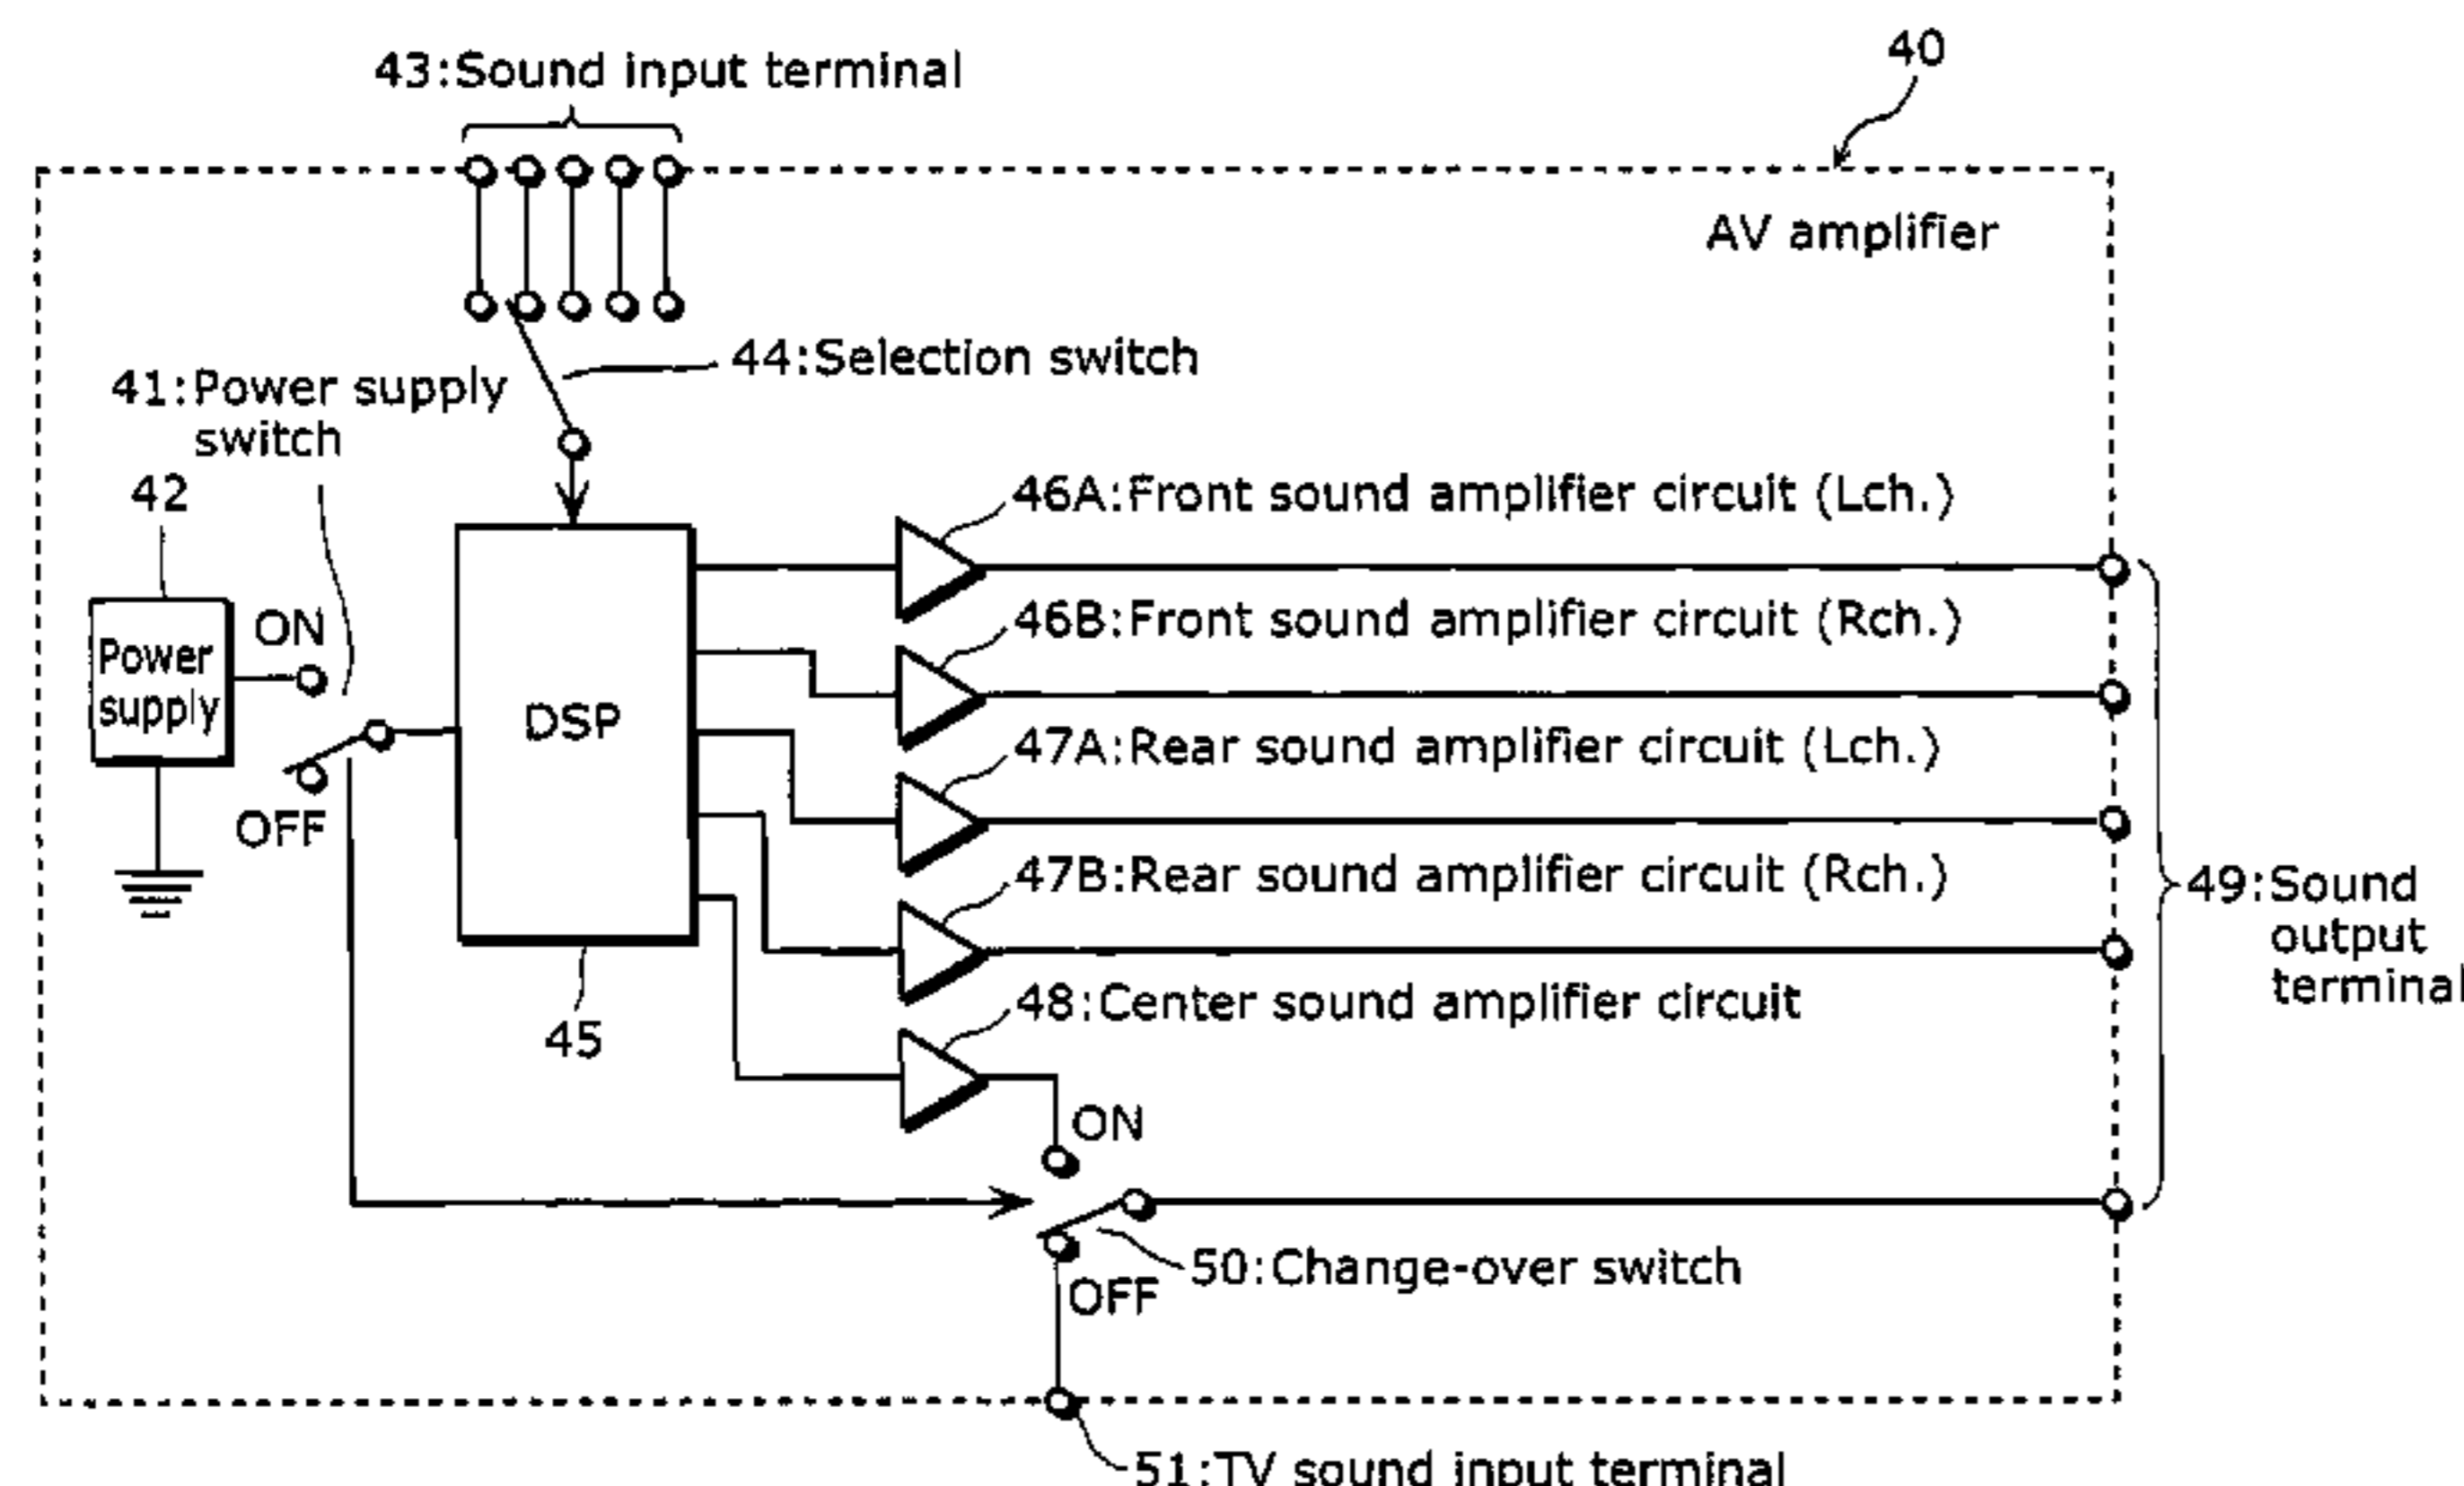 40
43:Sound input terminal
AV amplifier
44:Selection switch
41:Power supply
switch
42
46A:Front sound amplifier circuit (Lch.)
ON
46B:Front sound amplifier circuit (Rch.)
Power
supply
DSP
47A:Rear sound amplifier circuit (Lch.)
OFF
47B:Rear sound amplifier circuit (Rch.)
49:Sound
output
terminal
45
48:Center sound amplifier circuit
ON
50:Change-over switch
OFF
51:TV sound input terminal